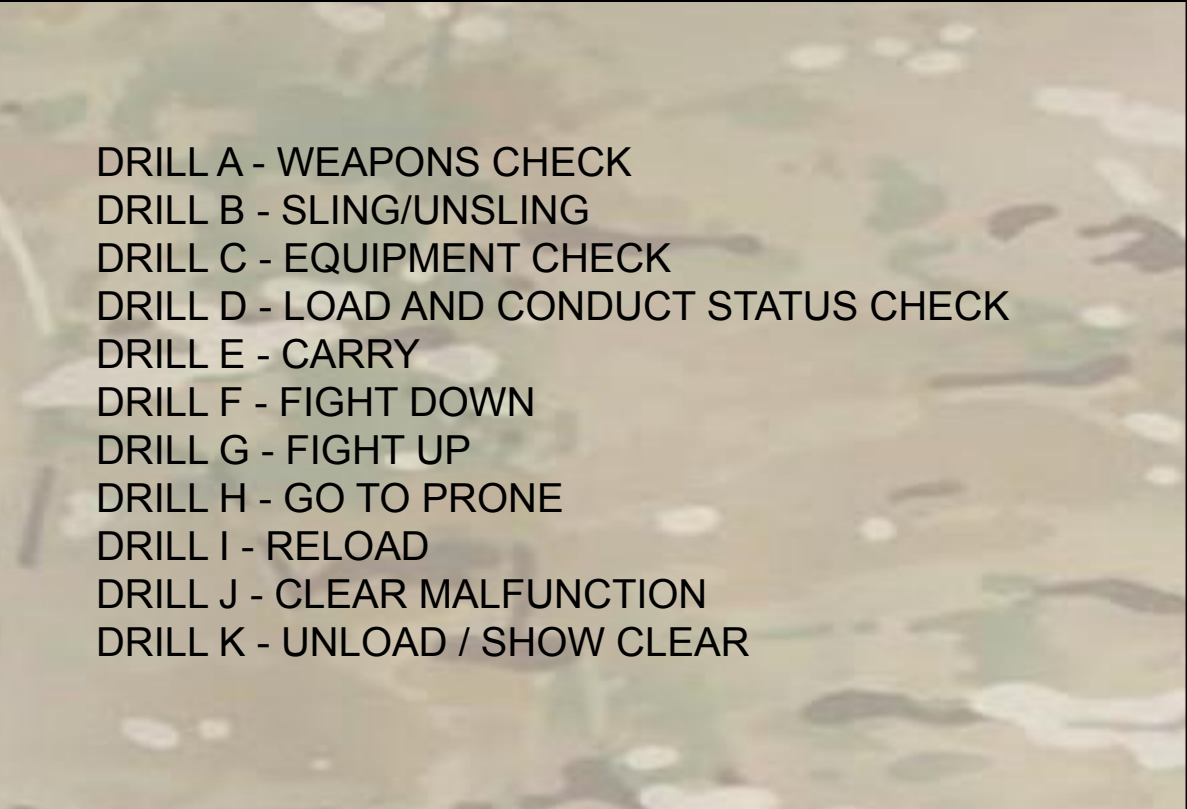 DRILL A - WEAPONS CHECK
DRILL B - SLING/UNSLING
DRILL C - EQUIPMENT CHECK
DRILL D - LOAD AND CONDUCT STATUS CHECK
DRILL E - CARRY
DRILL F - FIGHT DOWN
DRILL G - FIGHT UP
DRILL H - GO TO PRONE
DRILL I - RELOAD
DRILL J - CLEAR MALFUNCTION
DRILL K - UNLOAD / SHOW CLEAR